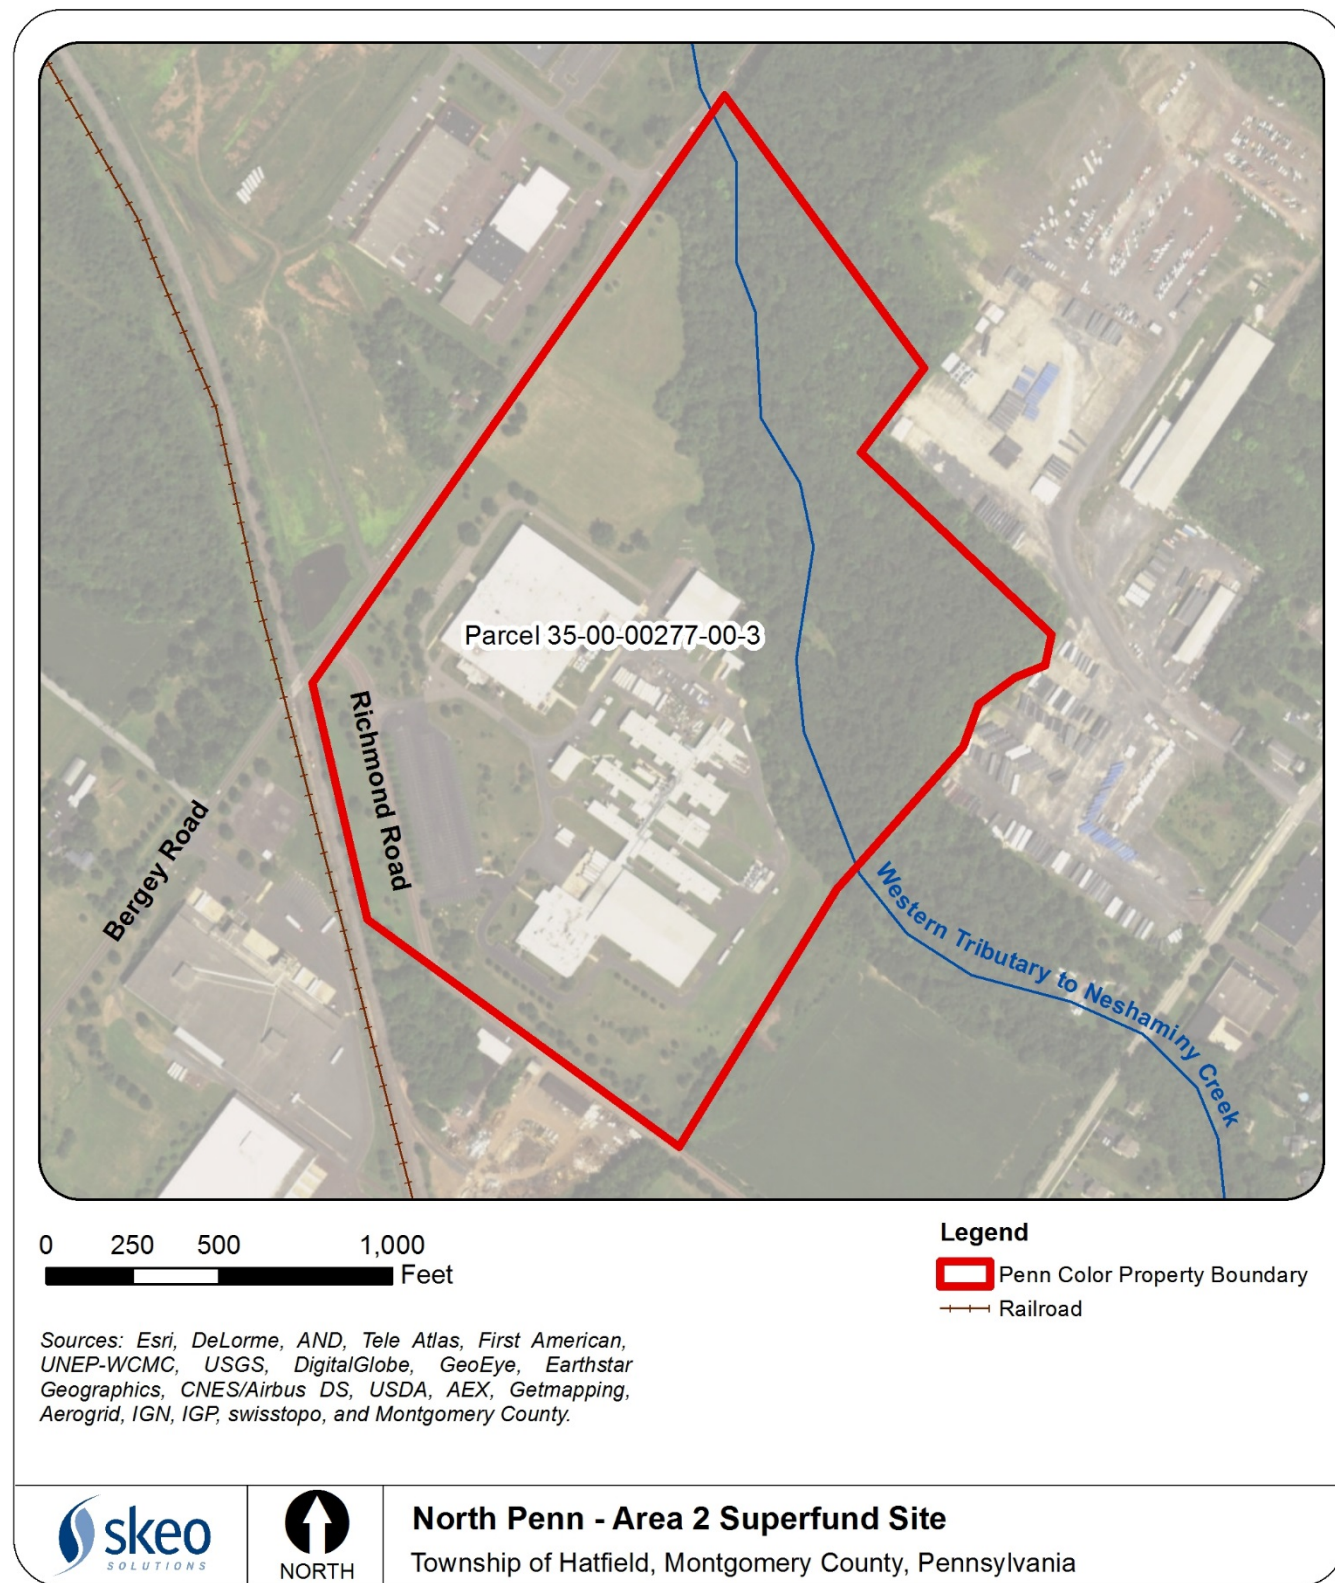 Parcel 35-00-00277-00-3
Richmond Road
Bergey Road
Western Tributary to Neshaminy Creek
0 250 500 1,000
Feet
Legend
Penn Color Property Boundary
Railroad
Sources: Esri, DeLorme, AND, Tele Atlas, First American,
UNEP-WCMC, USGS, DigitalGlobe, GeoEye, Earthstar
Geographics, CNES/Airbus DS, USDA, AEX, Getmapping,
Aerogrid, IGN, IGP, swisstopo, and Montgomery County.
skeo
SOLUTIONS
NORTH
North Penn - Area 2 Superfund Site
Township of Hatfield, Montgomery County, Pennsylvania